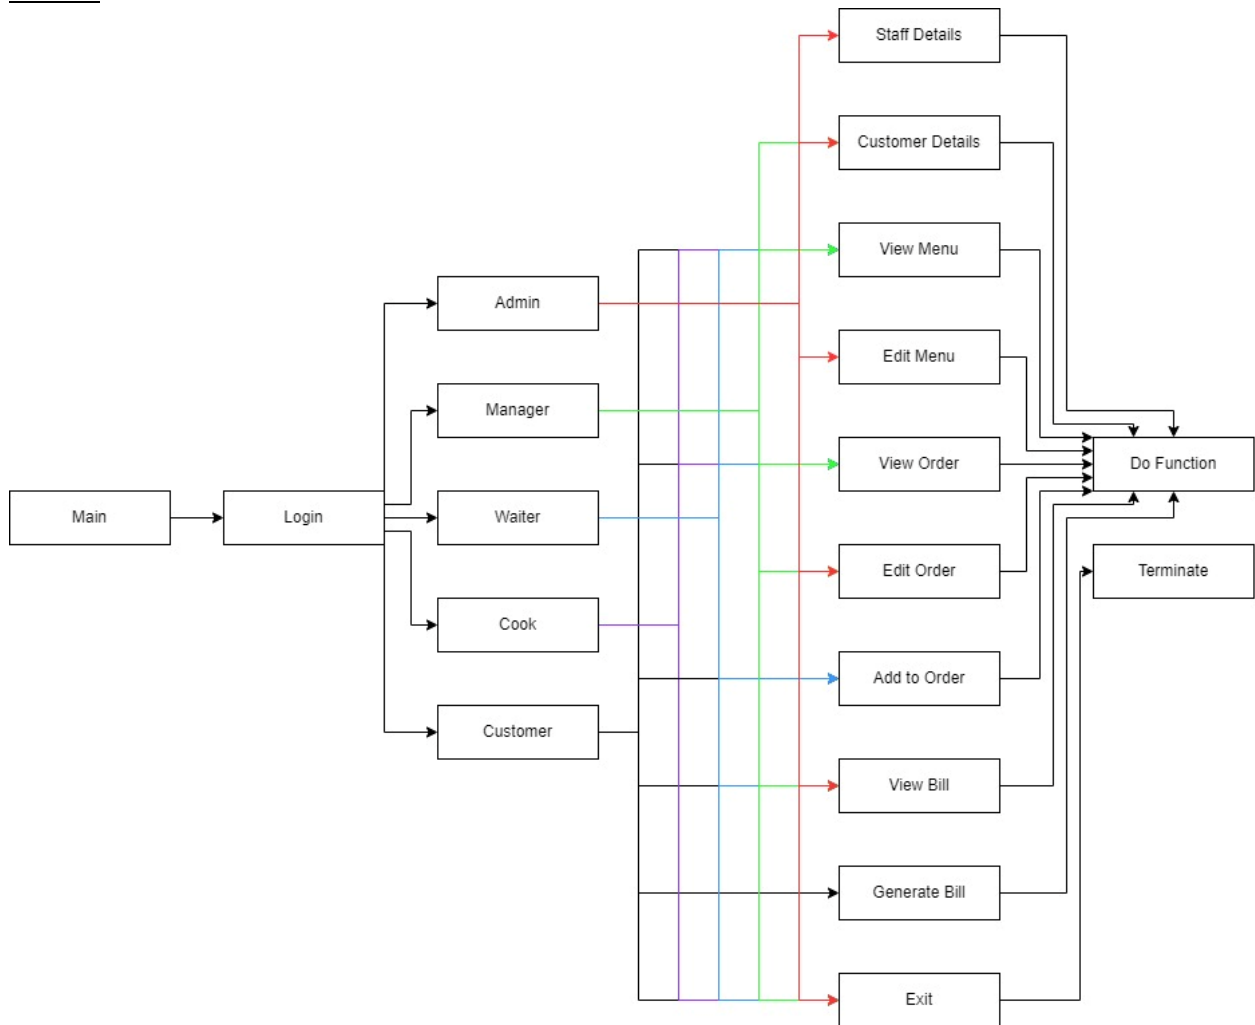 Main
Login
Admin
Manager
Waiter
Cook
Customer
Staff Details
Customer Details
View Menu
Edit Menu
View Order
Edit Order
Add to Order
View Bill
Generate Bill
Exit
Do Function
Terminate